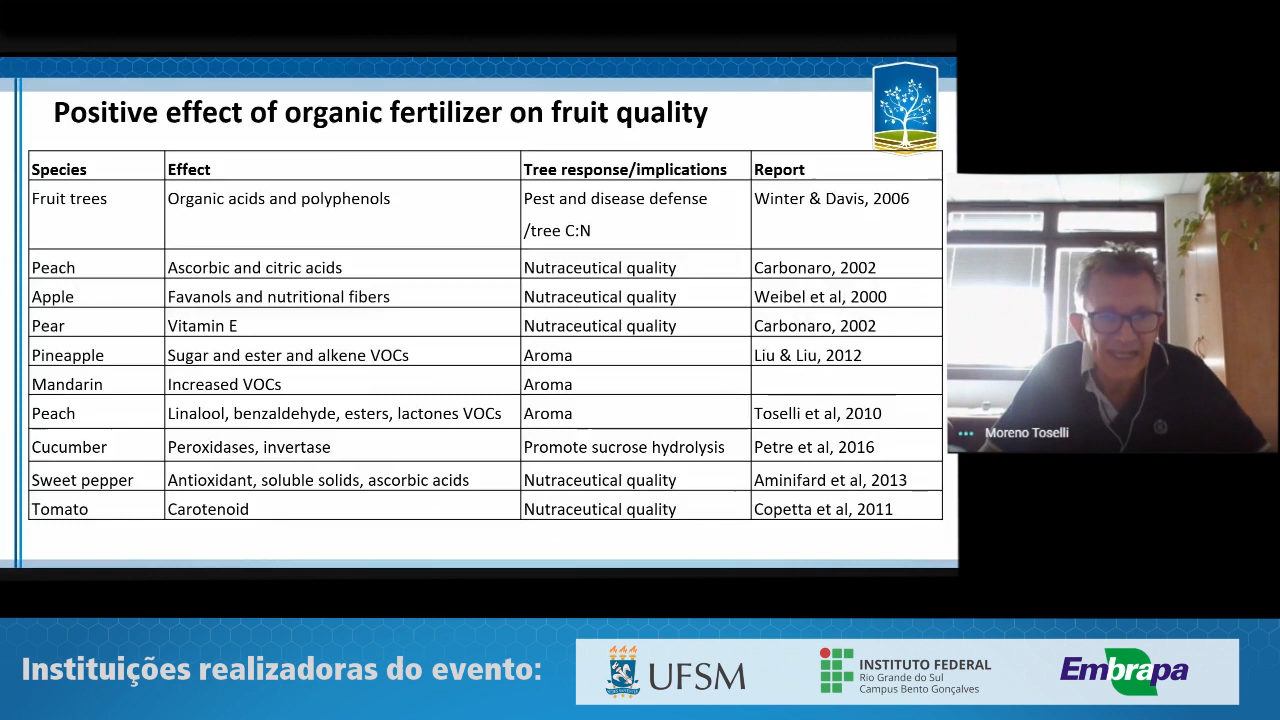 Positive effect of organic fertilizer on fruit quality
Species Effect Tree response/implications Report
Fruit trees Organic acids and polyphenols Pest and disease defense Winter & Davis, 2006
/tree C:N
Peach Ascorbic and citric acids Nutraceutical quality Carbonaro, 2002
Apple Favanols and nutritional fibers Nutraceutical quality Weibel et al, 2000
Pear Vitamin E Nutraceutical quality Carbonaro, 2002
Pineapple Sugar and ester and alkene VOCs Aroma Liu & Liu, 2012
Mandarin Increased VOCs Aroma
Peach Linalool, benzaldehyde, esters, lactones VOCs Aroma Toselli et al, 2010
Cucumber Peroxidases, invertase Promote sucrose hydrolysis Petre et al, 2016
Sweet pepper Antioxidant, soluble solids, ascorbic acids Nutraceutical quality Aminifard et al, 2013
Tomato Carotenoid Nutraceutical quality Copetta et al, 2011
Moreno Toselli
Instituições realizadoras do evento:
UFSM
INSTITUTO FEDERAL
Rio Grande do Sul
Campus Bento Gonçalves
Embrapa